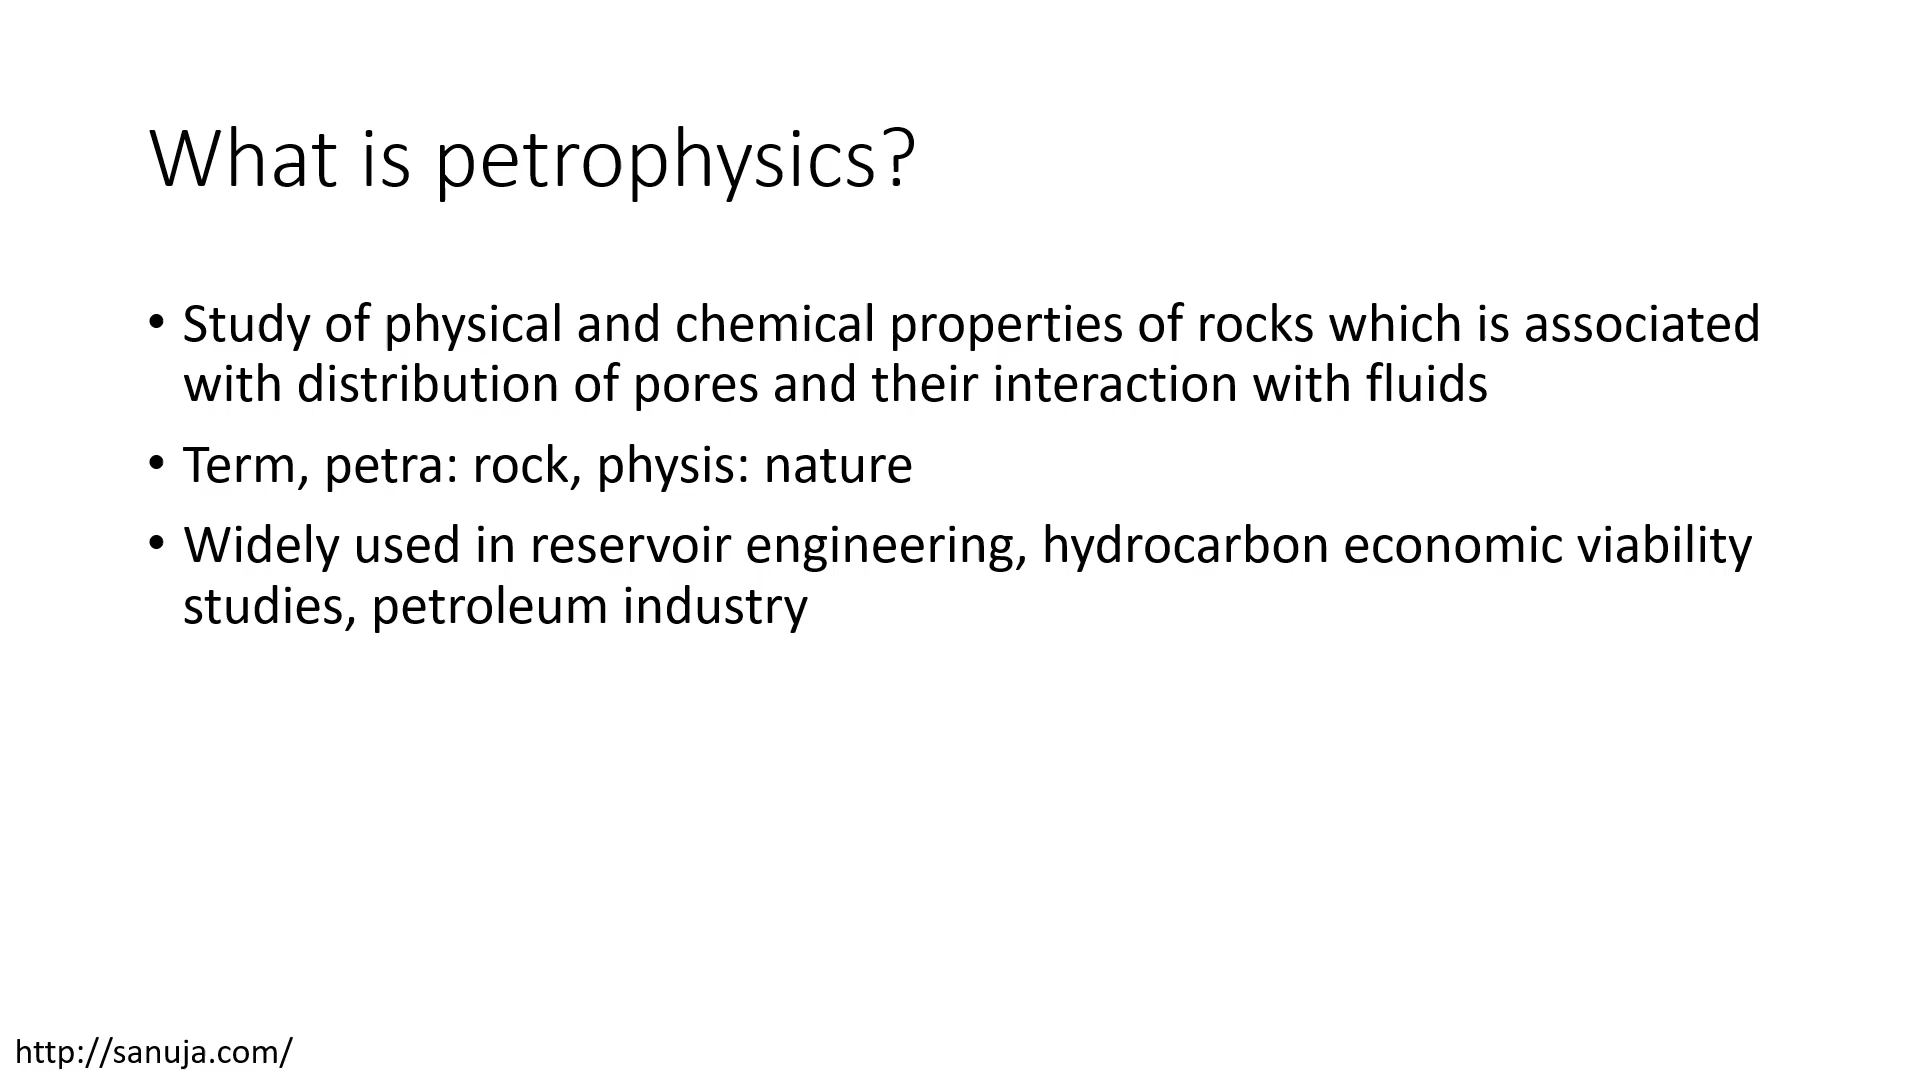 What is petrophysics?
• Study of physical and chemical properties of rocks which is associated
with distribution of pores and their interaction with fluids
• Term, petra: rock, physis: nature
• Widely used in reservoir engineering, hydrocarbon economic viability
studies, petroleum industry
http://sanuja.com/